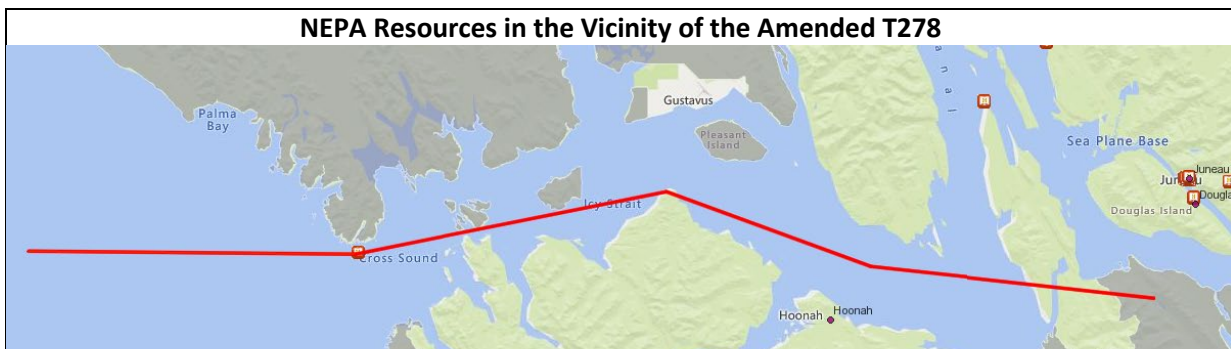 NEPA Resources in the Vicinity of the Amended T278
Gustavus
Palma
Bay
Pleasant
Island
n a l
Sea Plane Base
Juneau
Icy Strait
Douglas Island
Cross Sound
Hoonah
Hoonah